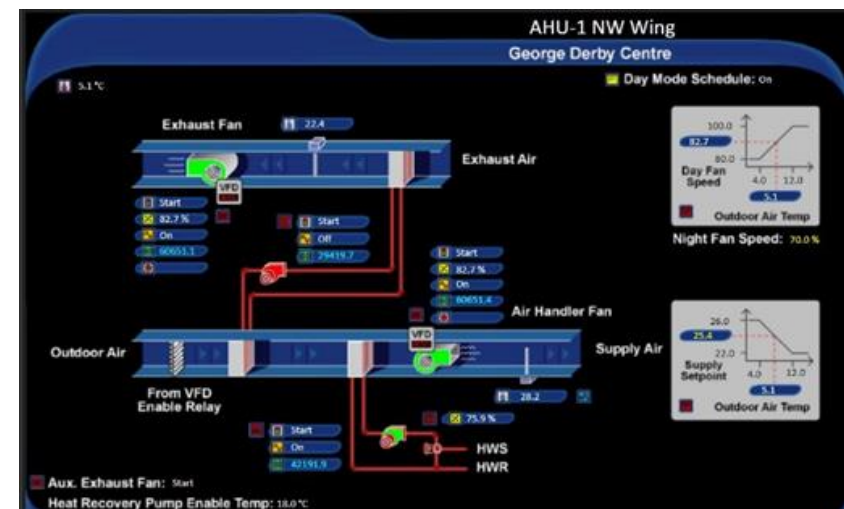 AHU-1 NW Wing
George Derby Centre
5.1 °C
Day Mode Schedule: On
Exhaust Fan
22.4
Exhaust Air
VFD
Start
82.7 %
On
60651.1
Start
Off
29419.7
100.0
82.7
80.0
Day Fan
Speed
4.0 12.0
5.1
Outdoor Air Temp
Night Fan Speed: 70.0 %
Start
82.7 %
On
60651.4
Air Handler Fan
VFD
Outdoor Air
Supply Air
From VFD
Enable Relay
28.2
26.0
25.4
22.0
Supply
Setpoint
4.0 12.0
5.1
Outdoor Air Temp
75.9 %
Start
On
42191.9
HWS
HWR
Aux. Exhaust Fan: Start
Heat Recovery Pump Enable Temp: 18.0 °C